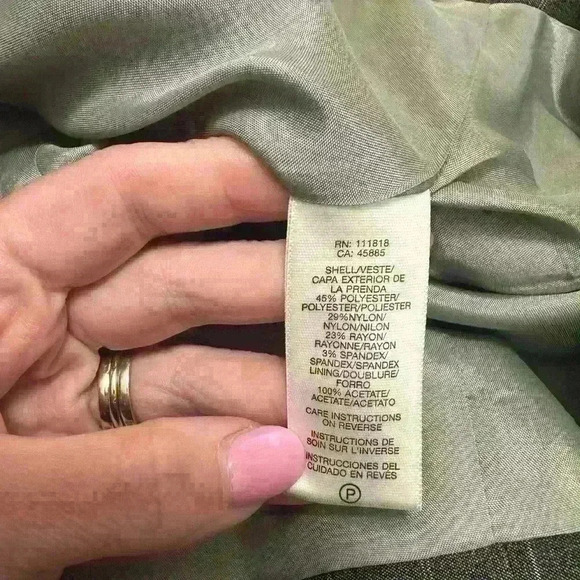 RN: 111818
CA: 45885
SHELL/VESTE/
CAPA EXTERIOR DE
LA PRENDA
45% POLYESTER/
POLYESTER/POLIESTER
29%NYLON/
NYLON/NILON
23% RAYON/
RAYONNE/RAYON
3% SPANDEX/
SPANDEX/SPANDEX
LINING/DOUBLURE/
FORRO
100% ACETATE/
ACETATE/ACETATO
CARE INSTRUCTIONS
ON REVERSE
INSTRUCTIONS DE
SOIN SUR L'INVERSE
INSTRUCCIONES DEL
CUIDADO EN REVÉS
P